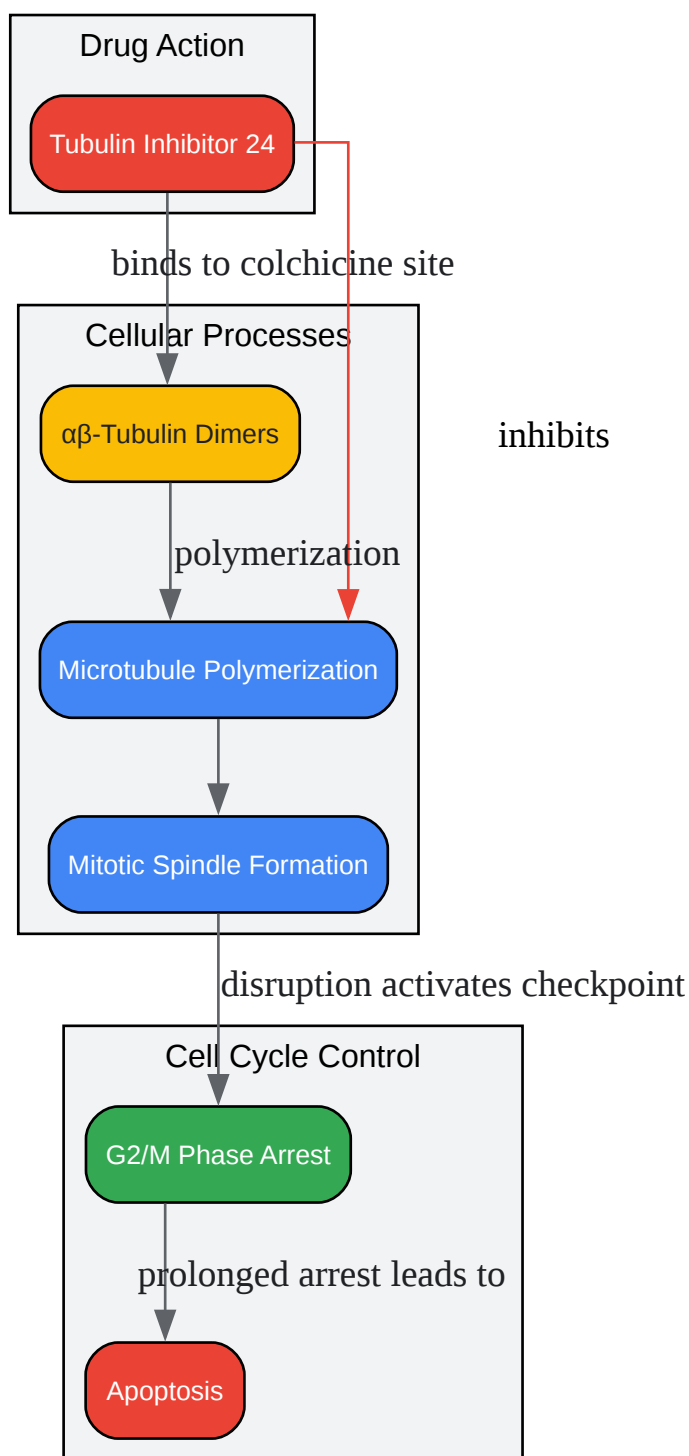 Drug Action
Tubulin Inhibitor 24
binds to colchicine site
Cellular Processes
αβ-Tubulin Dimers
inhibits
polymerization
Microtubule Polymerization
Mitotic Spindle Formation
disruption activates checkpoint
Cell Cycle Control
G2/M Phase Arrest
prolonged arrest leads to
Apoptosis